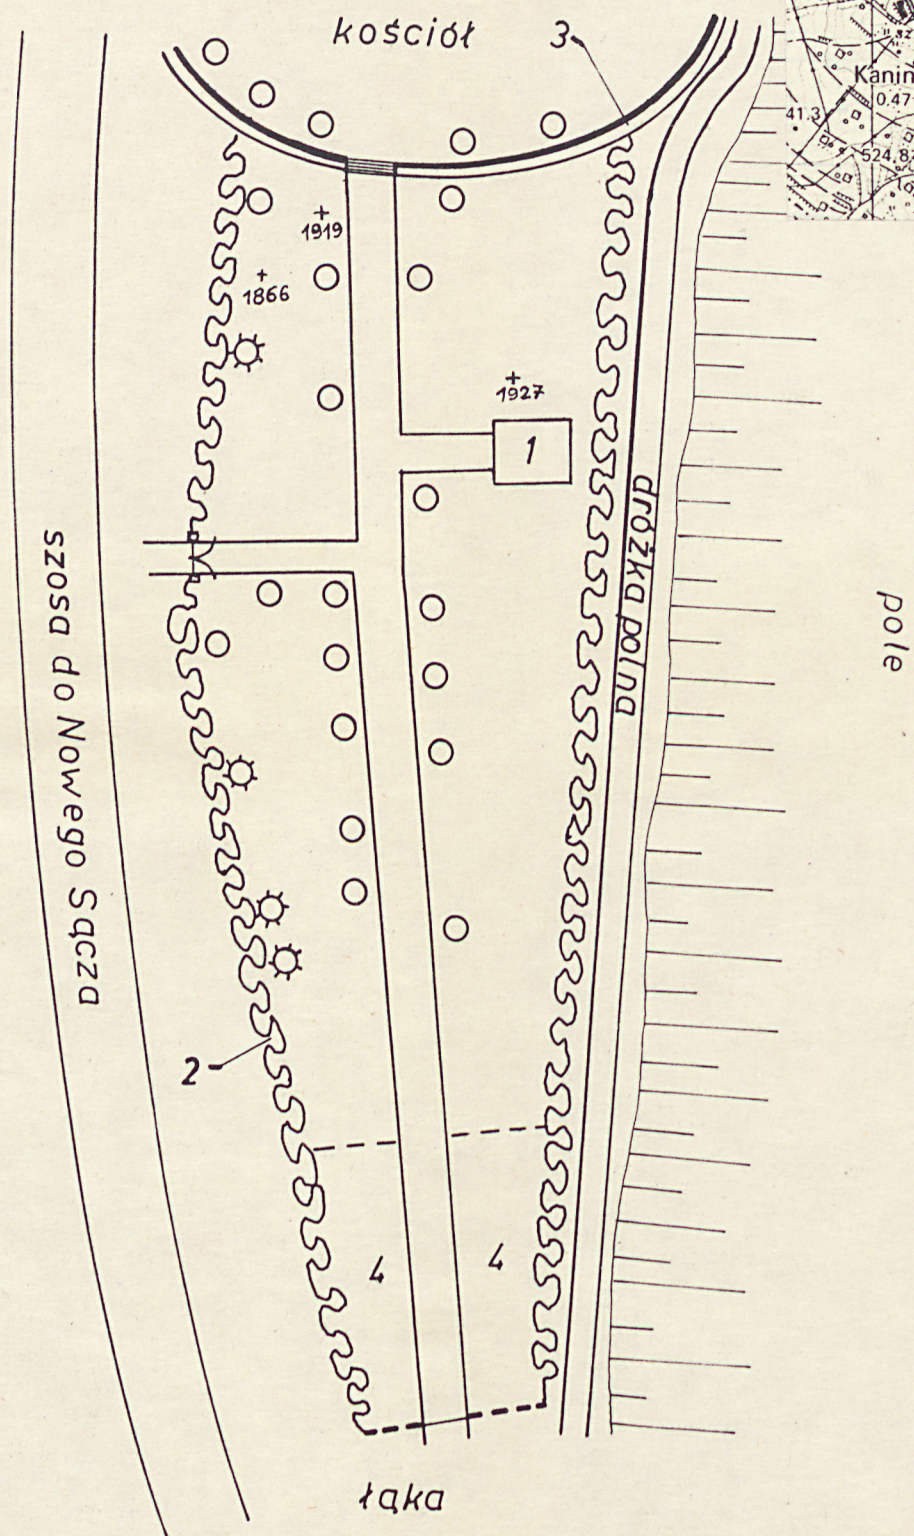 kościół
3
Kanin
0.47
41.3
524,8
+
1919
+
1866
+
1927
1
dróżka polna
pole
szosa do Nowego Sącza
2
4
4
łąka